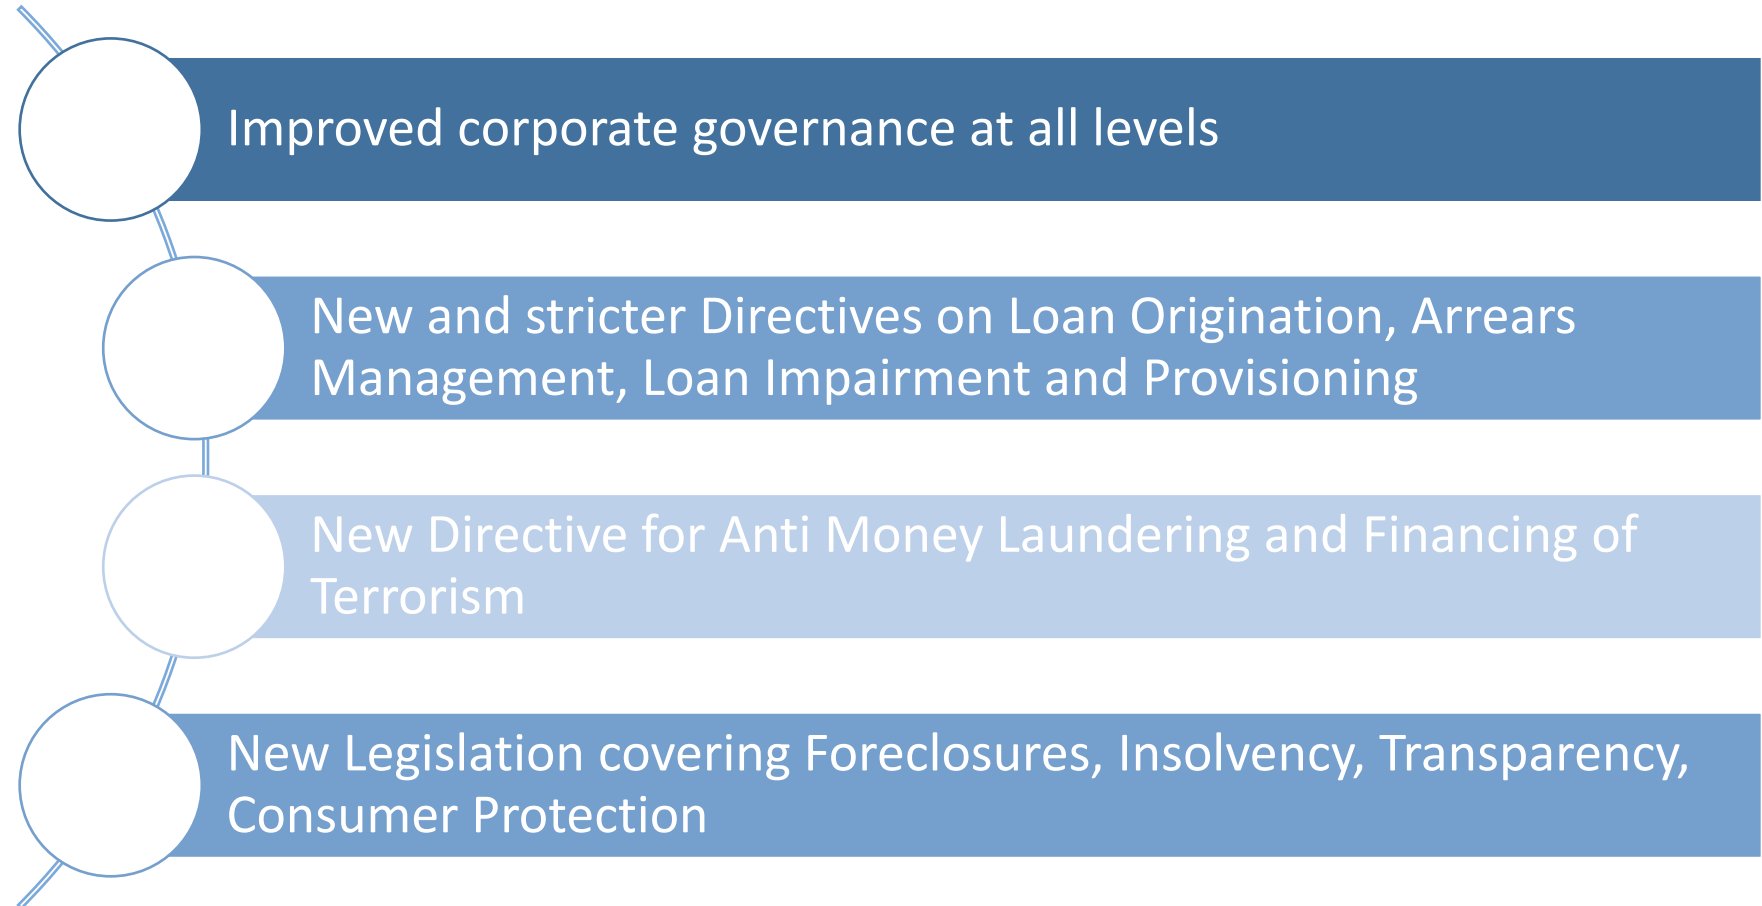 Improved corporate governance at all levels
New and stricter Directives on Loan Origination, Arrears
Management, Loan Impairment and Provisioning
New Directive for Anti Money Laundering and Financing of
Terrorism
New Legislation covering Foreclosures, Insolvency, Transparency,
Consumer Protection